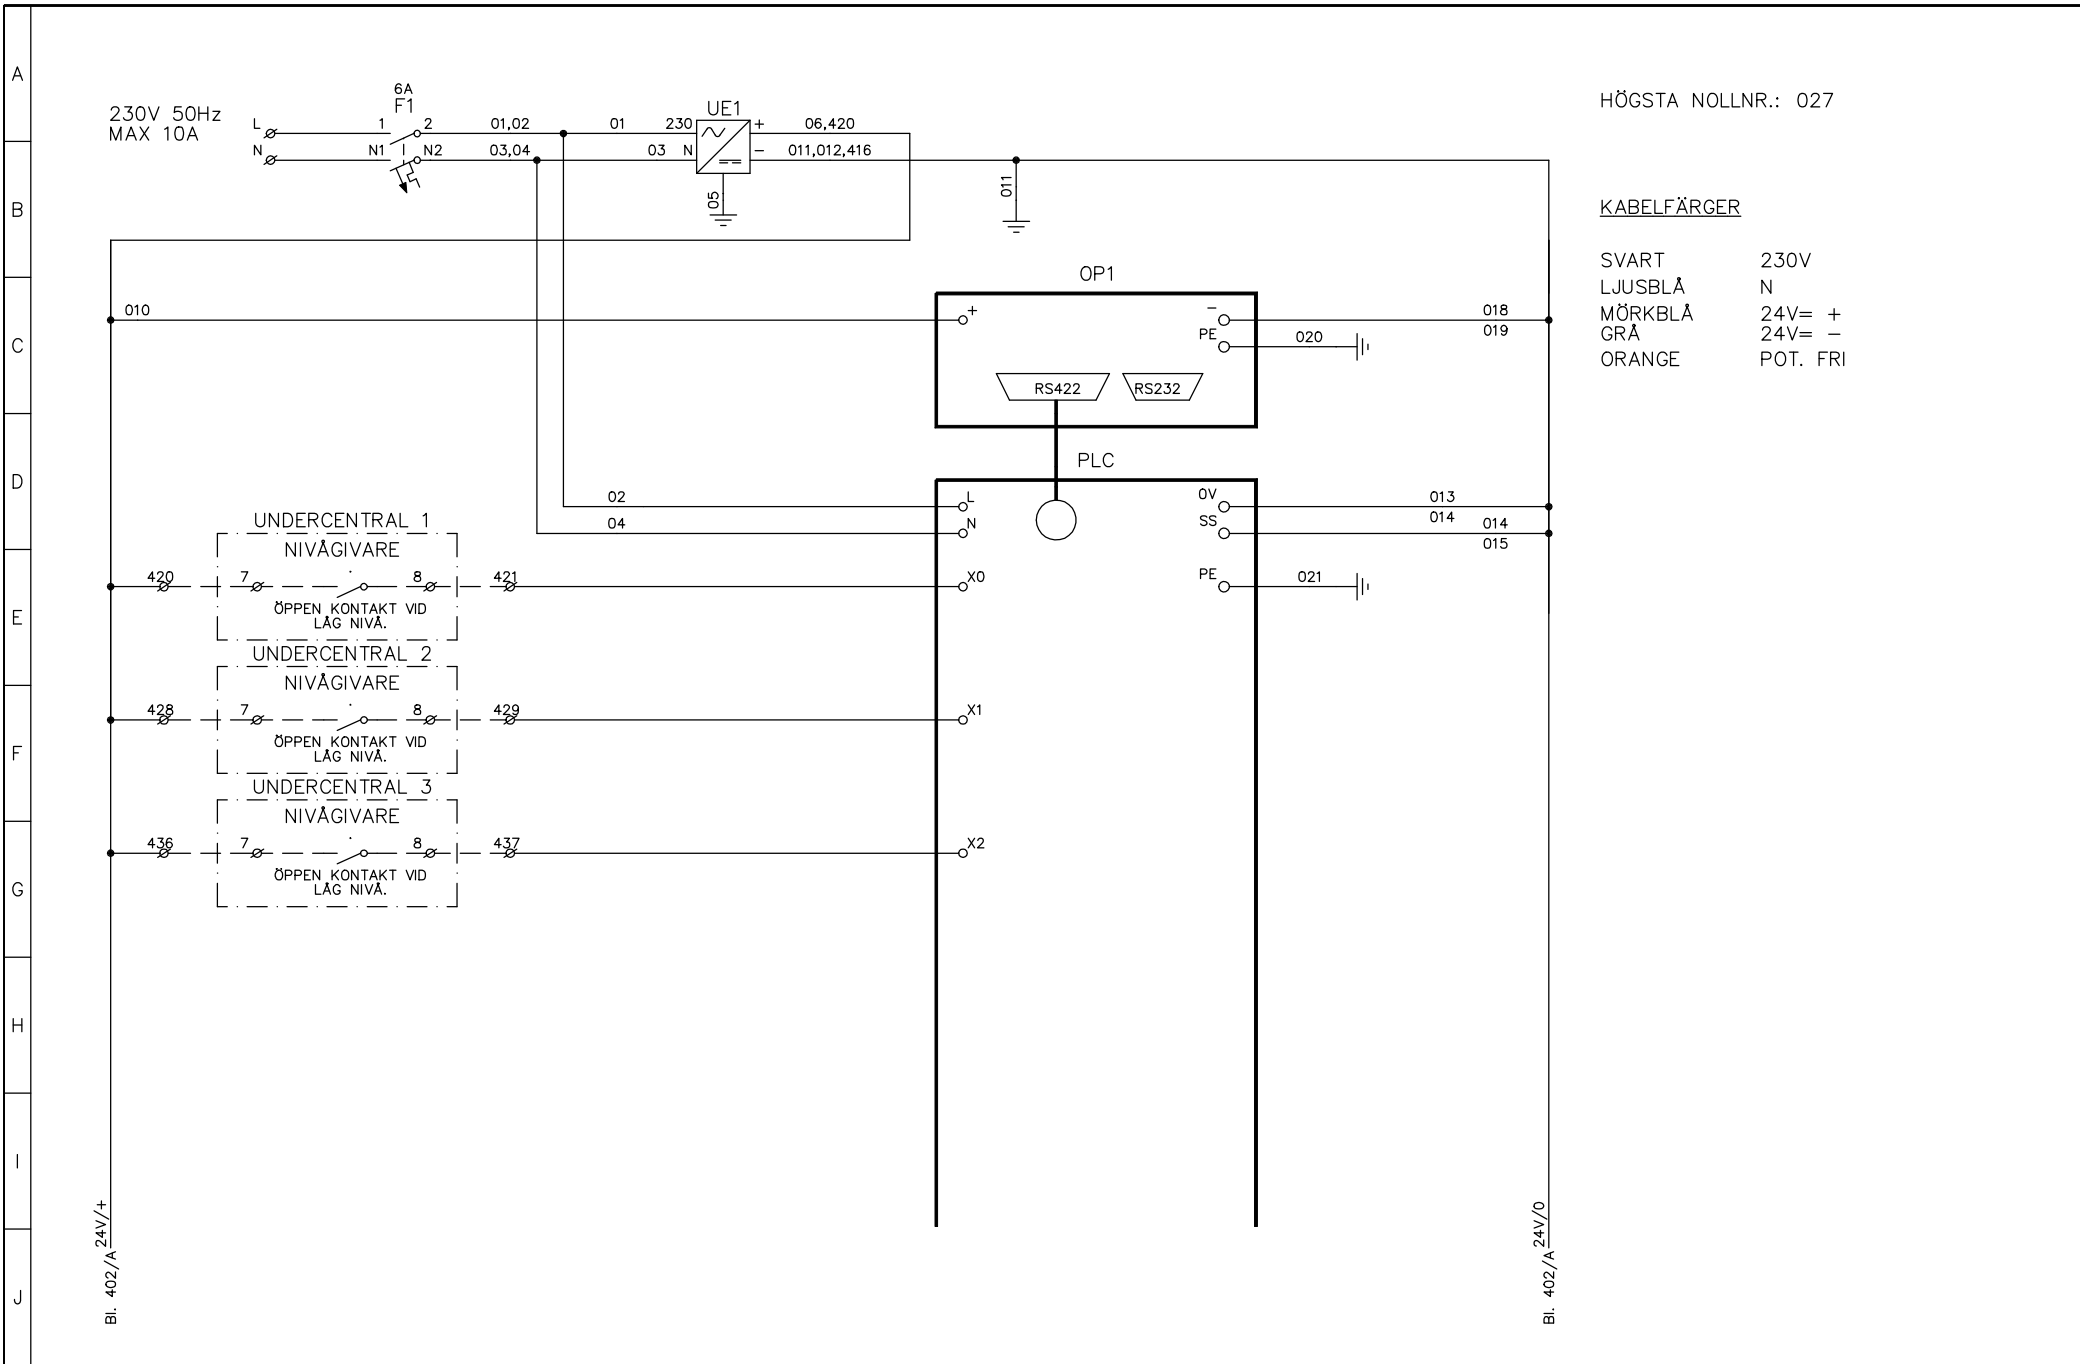 A
B
C
D
E
F
G
H
I
J
230V 50Hz
MAX 10A
L
N
6A
F1
1 2
N1 N2
01,02
03,04
01
03
230
N
UE1
+
−
05
06,420
011,012,416
011
HÖGSTA NOLLNR.: 027
KABELFÄRGER
SVART 230V
LJUSBLÅ N
MÖRKBLÅ 24V= +
GRÅ 24V= −
ORANGE POT. FRI
010
OP1
+
−
PE
018
019
020
RS422
RS232
PLC
02
04
L
N
0V
SS
013
014
014
015
PE
021
UNDERCENTRAL 1
NIVÅGIVARE
420 7 8 421 X0
ÖPPEN KONTAKT VID
LÅG NIVÅ.
UNDERCENTRAL 2
NIVÅGIVARE
428 7 8 429 X1
ÖPPEN KONTAKT VID
LÅG NIVÅ.
UNDERCENTRAL 3
NIVÅGIVARE
436 7 8 437 X2
ÖPPEN KONTAKT VID
LÅG NIVÅ.
24V/+
Bl. 402/A
24V/0
Bl. 402/A